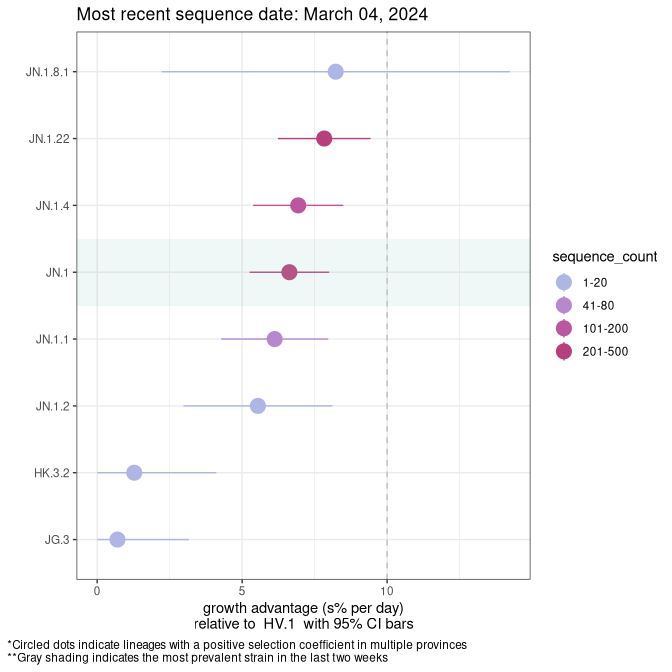 Most recent sequence date: March 04, 2024
JN.1.8.1
JN.1.22
JN.1.4
JN.1
JN.1.1
JN.1.2
HK.3.2
JG.3
0 5 10
growth advantage (s% per day)
relative to HV.1 with 95% CI bars
sequence_count
1-20
41-80
101-200
201-500
*Circled dots indicate lineages with a positive selection coefficient in multiple provinces
**Gray shading indicates the most prevalent strain in the last two weeks